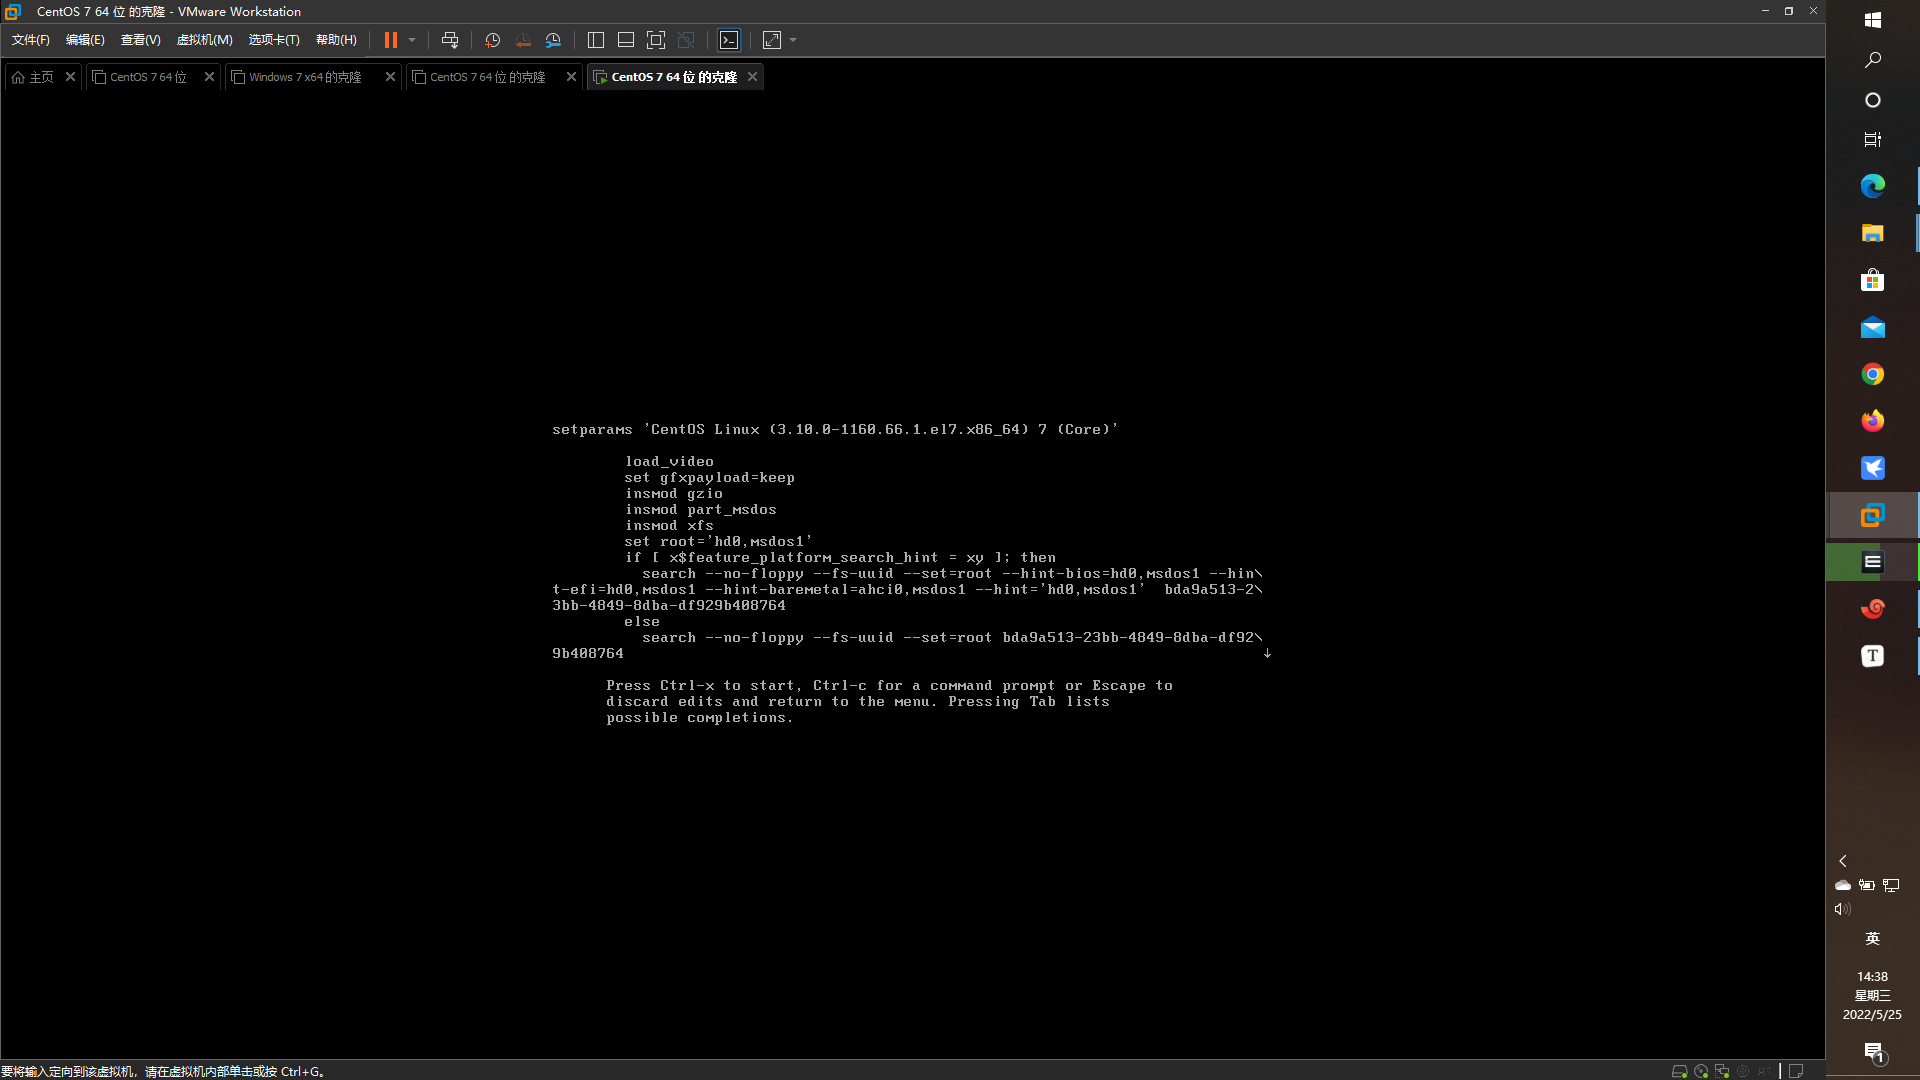 CentOS 7 64 位 的克隆 - VMware Workstation
文件(F) 编辑(E) 查看(V) 虚拟机(M) 选项卡(T) 帮助(H)
主页 CentOS 7 64 位 Windows 7 x64 的克隆 CentOS 7 64 位 的克隆 CentOS 7 64 位 的克隆
setparams 'CentOS Linux (3.10.0-1160.66.1.el7.x86_64) 7 (Core)'
load_video
set gfxpayload=keep
insmod gzio
insmod part_msdos
insmod xfs
set root='hd0,msdos1'
if [ x$feature_platform_search_hint = xy ]; then
search --no-floppy --fs-uuid --set=root --hint-bios=hd0,msdos1 --hin\
t-efi=hd0,msdos1 --hint-baremetal=ahci0,msdos1 --hint='hd0,msdos1'  bda9a513-2\
3bb-4849-8dba-df929b408764
else
search --no-floppy --fs-uuid --set=root bda9a513-23bb-4849-8dba-df92\
9b408764 ↓
Press Ctrl-x to start, Ctrl-c for a command prompt or Escape to
discard edits and return to the menu. Pressing Tab lists
possible completions.
要将输入定向到该虚拟机，请在虚拟机内部单击或按 Ctrl+G。
T
英
14:38
星期三
2022/5/25
1